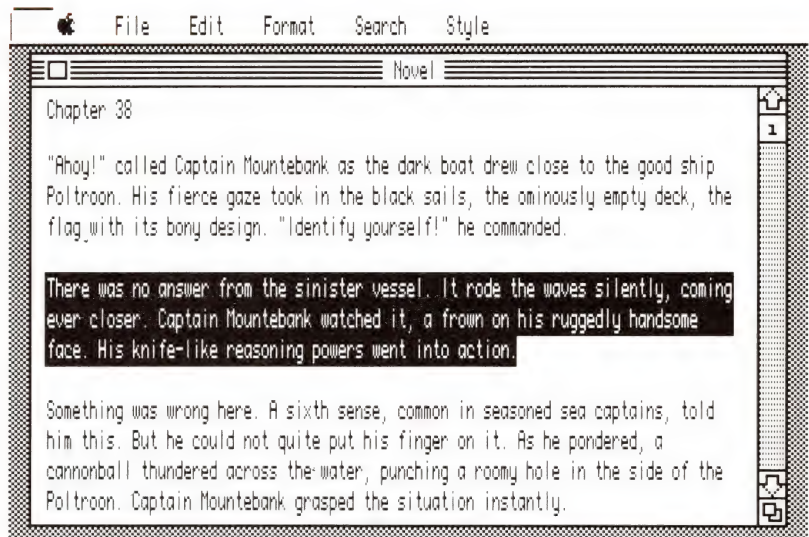 File Edit Format Search Style
Novel
Chapter 38
"Ahoy!" called Captain Mountebank as the dark boat drew close to the good ship
Poltroon. His fierce gaze took in the black sails, the ominously empty deck, the
flag with its bony design. "Identify yourself!" he commanded.
There was no answer from the sinister vessel. It rode the waves silently, coming
ever closer. Captain Mountebank watched it, a frown on his ruggedly handsome
face. His knife-like reasoning powers went into action.
Something was wrong here. A sixth sense, common in seasoned sea captains, told
him this. But he could not quite put his finger on it. As he pondered, a
cannonball thundered across the water, punching a roomy hole in the side of the
Poltroon. Captain Mountebank grasped the situation instantly.
1